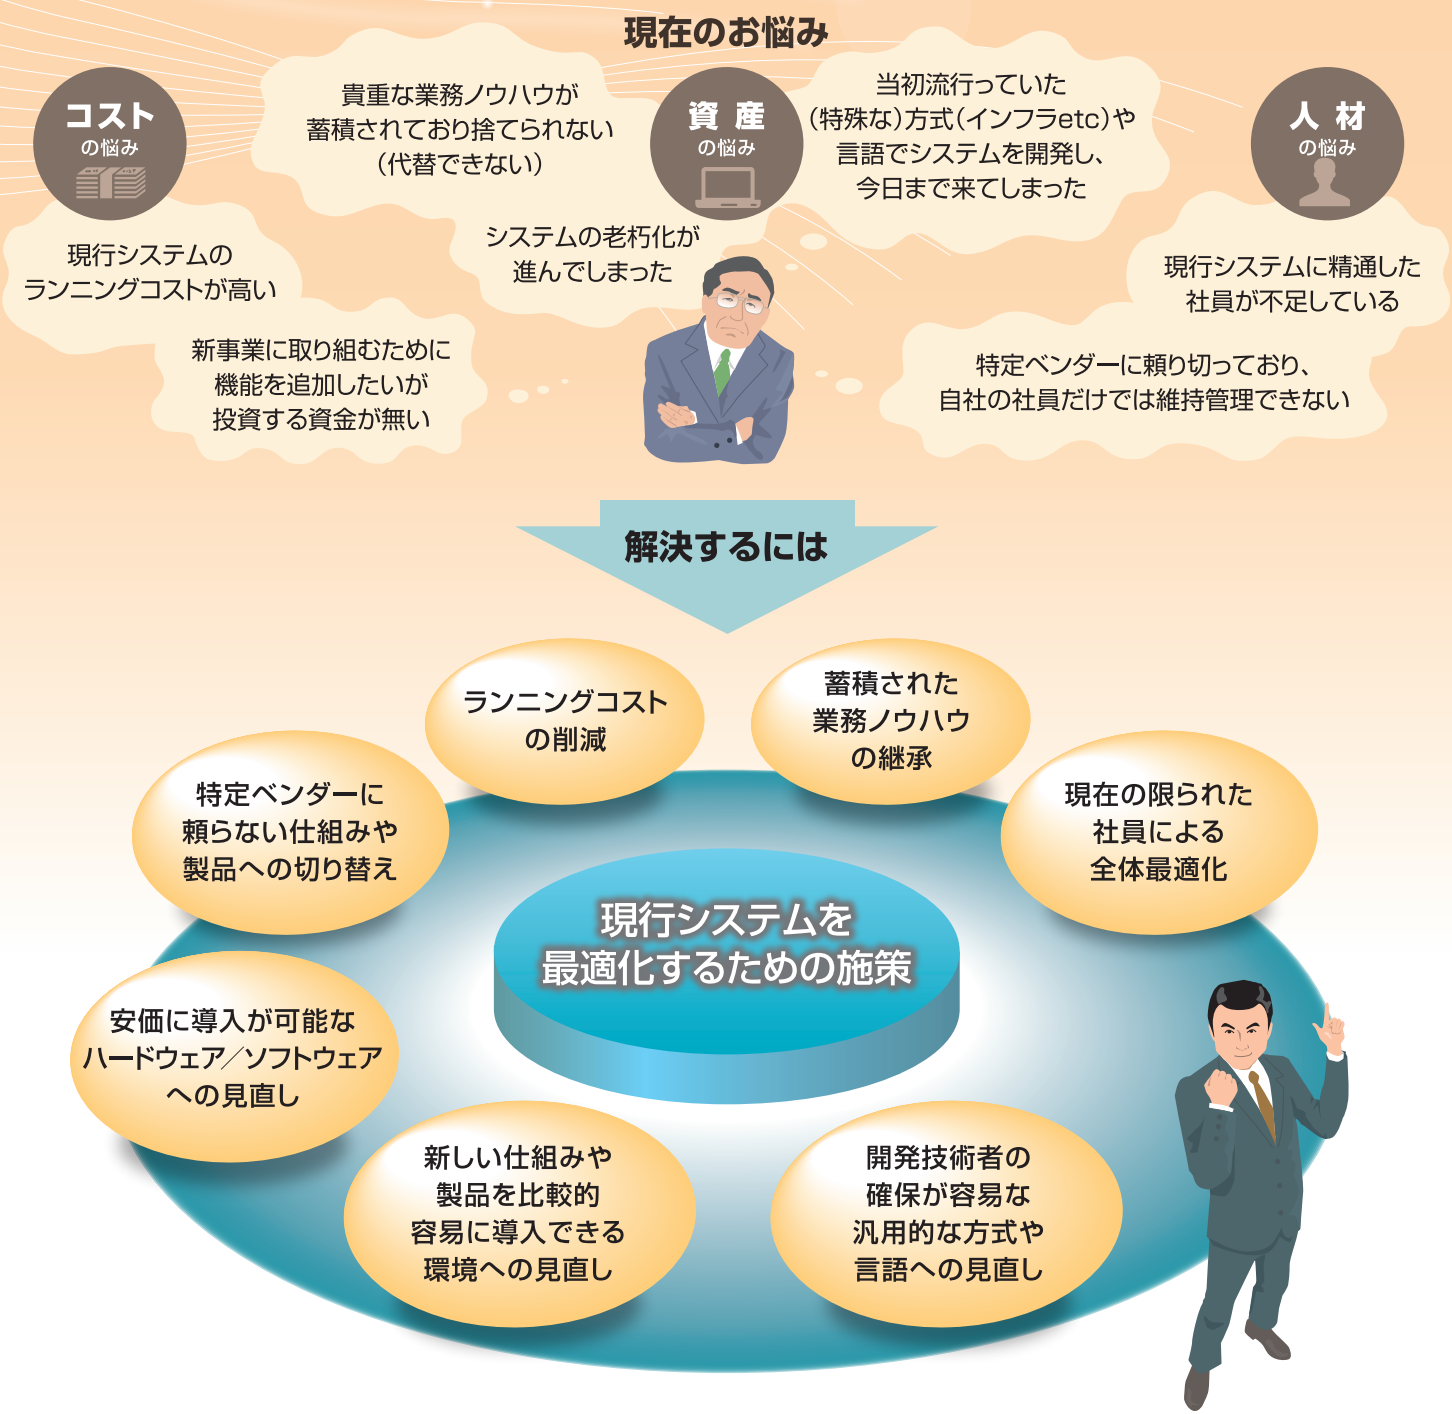 現在のお悩み
コスト
の悩み
現行システムの
ランニングコストが高い
新事業に取り組むために
機能を追加したいが
投資する資金が無い
資産
の悩み
貴重な業務ノウハウが
蓄積されており捨てられない
（代替できない）
システムの老朽化が
進んでしまった
当初流行っていた
（特殊な）方式（インフラetc）や
言語でシステムを開発し、
今日まで来てしまった
人材
の悩み
現行システムに精通した
社員が不足している
特定ベンダーに頼り切っており、
自社の社員だけでは維持管理できない
解決するには
ランニングコスト
の削減
蓄積された
業務ノウハウ
の継承
特定ベンダーに
頼らない仕組みや
製品への切り替え
現在の限られた
社員による
全体最適化
現行システムを
最適化するための施策
安価に導入が可能な
ハードウェア／ソフトウェア
への見直し
新しい仕組みや
製品を比較的
容易に導入できる
環境への見直し
開発技術者の
確保が容易な
汎用的な方式や
言語への見直し